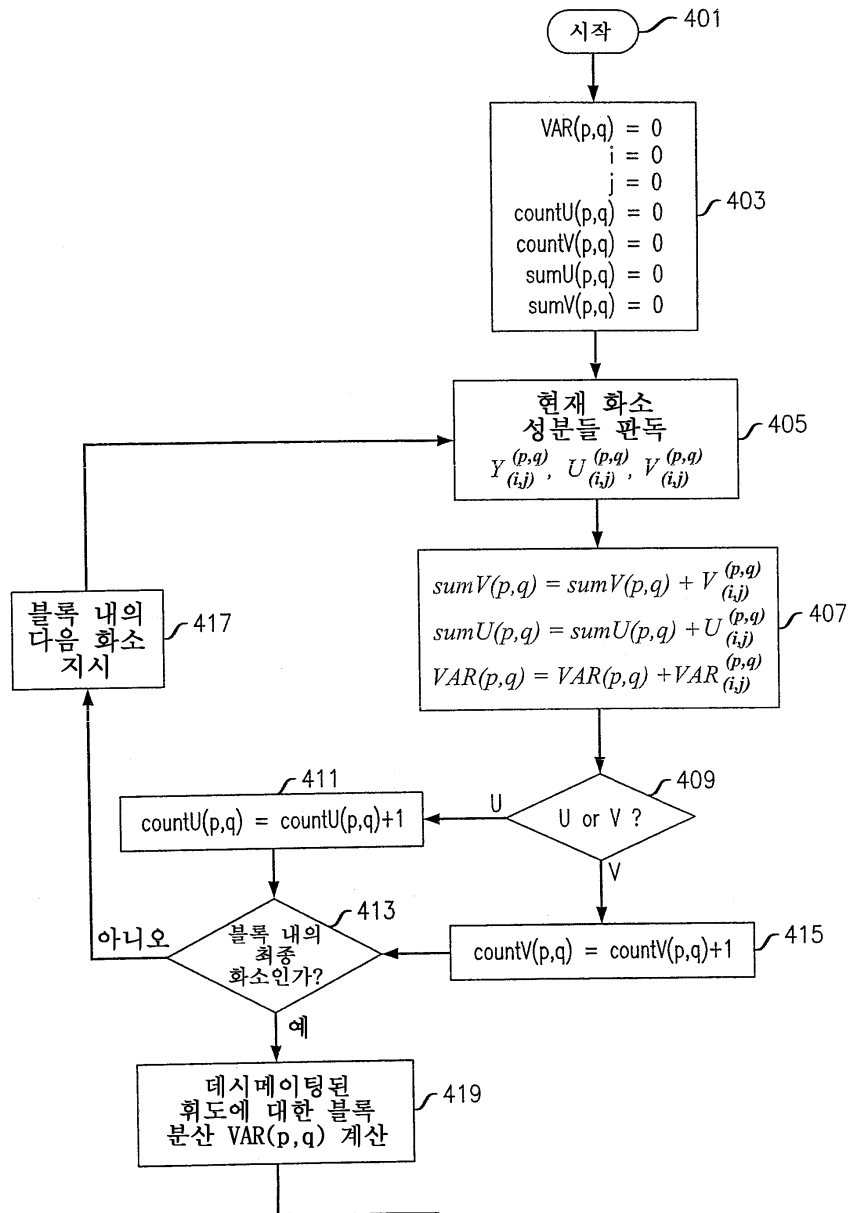 시작
401
VAR(p,q) = 0
i = 0
j = 0
countU(p,q) = 0
countV(p,q) = 0
sumU(p,q) = 0
sumV(p,q) = 0
403
현재 화소
성분들 판독
Y(i,j)(p,q), U(i,j)(p,q), V(i,j)(p,q)
405
sumV(p,q) = sumV(p,q) + V(i,j)(p,q)
sumU(p,q) = sumU(p,q) + U(i,j)(p,q)
VAR(p,q) = VAR(p,q) + VAR(i,j)(p,q)
407
블록 내의
다음 화소
지시
417
U or V ?
409
U
V
411
countU(p,q) = countU(p,q)+1
블록 내의
최종
화소인가?
413
아니오
countV(p,q) = countV(p,q)+1
415
예
데시메이팅된
휘도에 대한 블록
분산 VAR(p,q) 계산
419